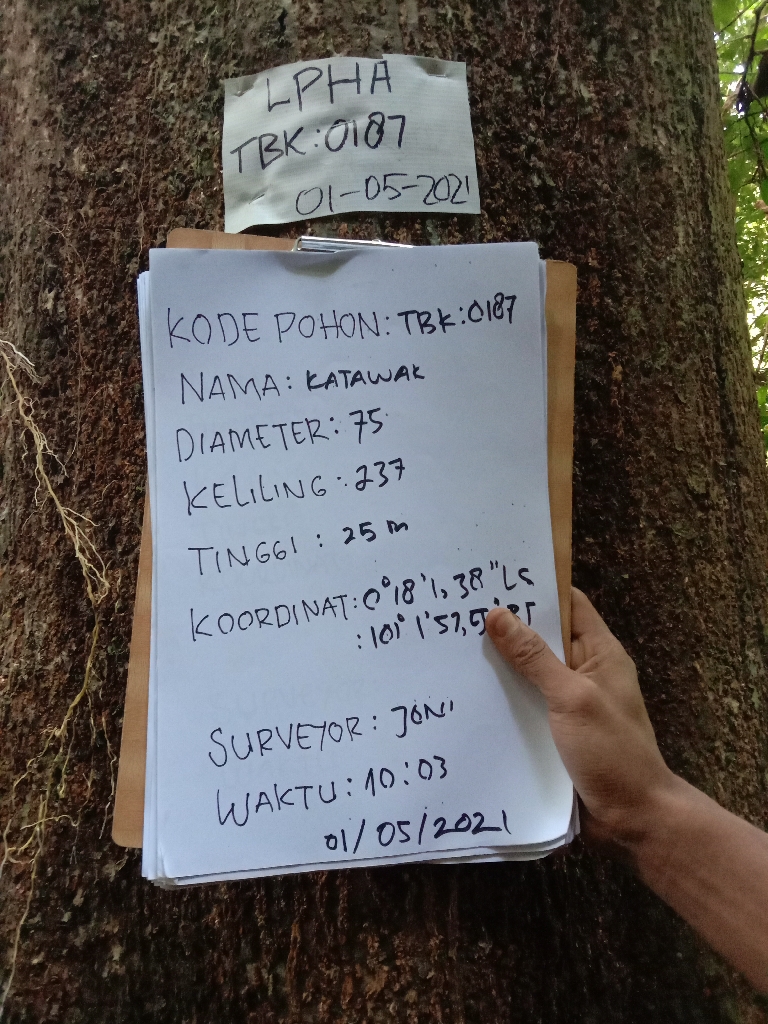 LPHA
TBK:0187
01-05-2021
KODE POHON: TBK:0187
NAMA: KATAWAK
DIAMETER: 75
KELILING: 237
TINGGI: 25 m
KOORDINAT: 0°18'1,38"LS
: 101°1'57,5
SURVEYOR: JONI
WAKTU: 10:03
01/05/2021